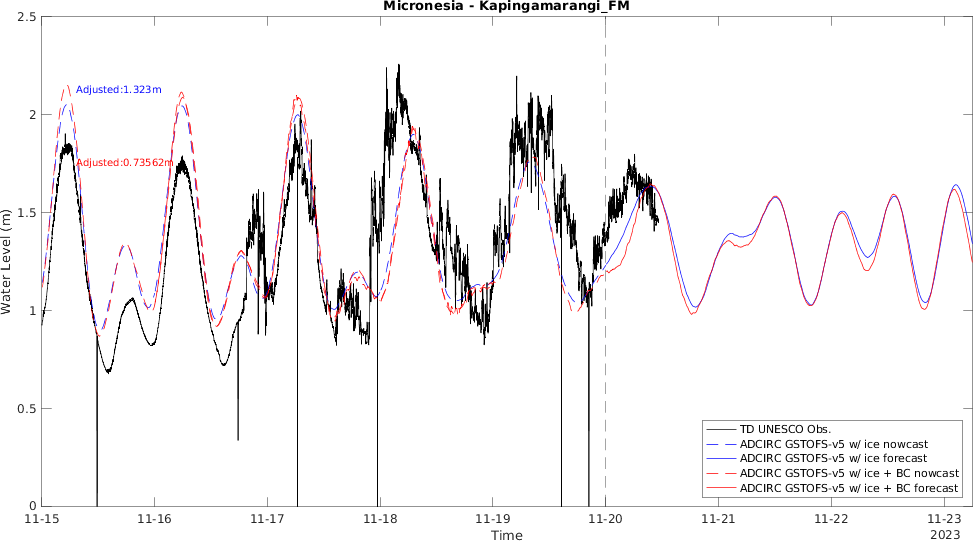 Micronesia - Kapingamarangi_FM
Water Level (m)
2.5
2
1.5
1
0.5
0
Adjusted:1.323m
Adjusted:0.73562m
TD UNESCO Obs.
ADCIRC GSTOFS-v5 w/ ice nowcast
ADCIRC GSTOFS-v5 w/ ice forecast
ADCIRC GSTOFS-v5 w/ ice + BC nowcast
ADCIRC GSTOFS-v5 w/ ice + BC forecast
11-15 11-16 11-17 11-18 11-19 11-20 11-21 11-22 11-23
2023
Time